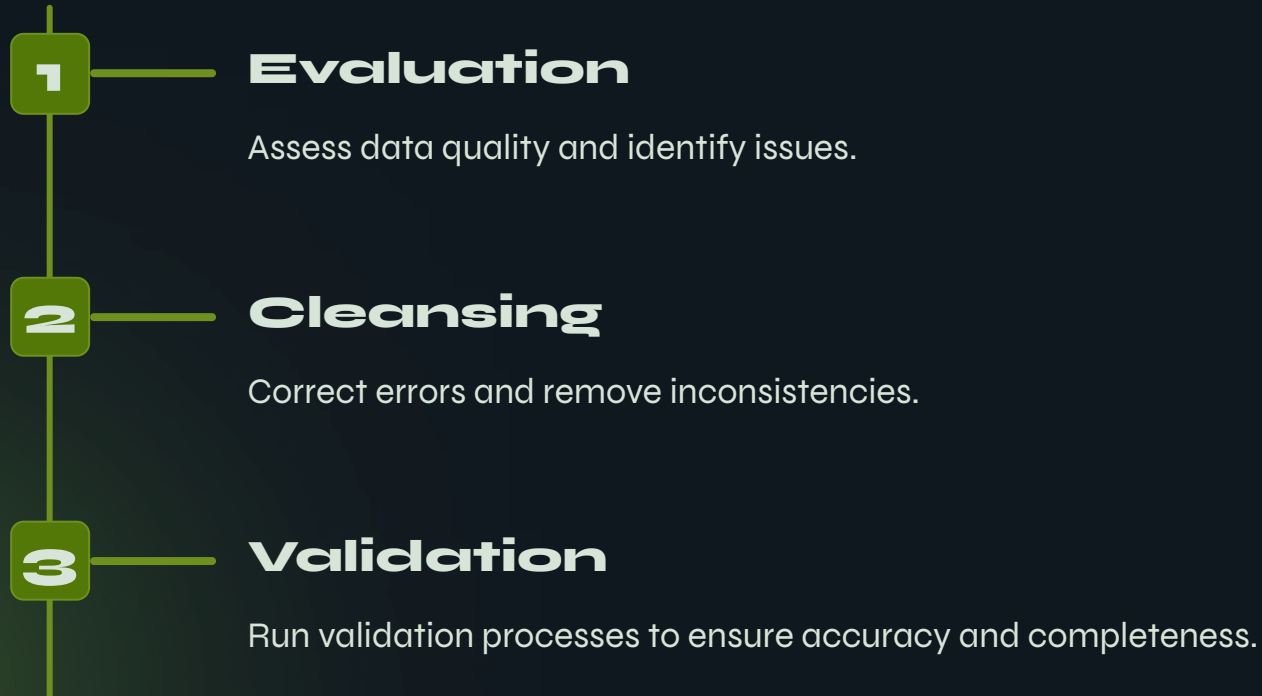 1
Evaluation
Assess data quality and identify issues.
2
Cleansing
Correct errors and remove inconsistencies.
3
Validation
Run validation processes to ensure accuracy and completeness.